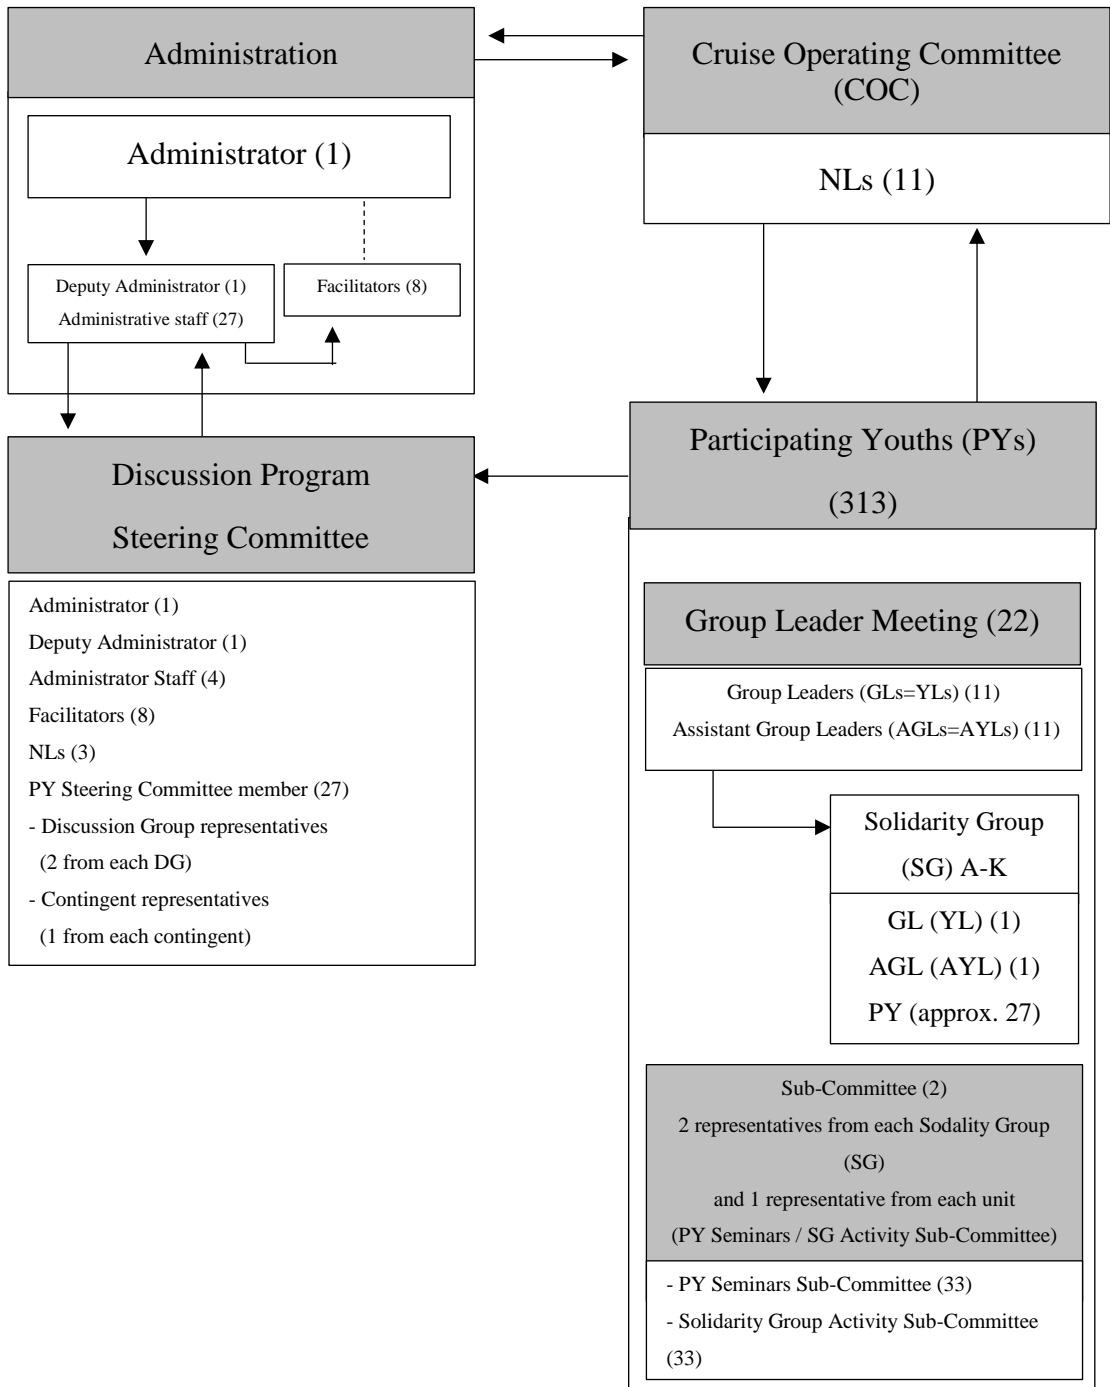 Administration
Administrator (1)
Deputy Administrator (1)
Administrative staff (27)
Facilitators (8)
Cruise Operating Committee
(COC)
NLs (11)
Discussion Program
Steering Committee
Administrator (1)
Deputy Administrator (1)
Administrator Staff (4)
Facilitators (8)
NLs (3)
PY Steering Committee member (27)
- Discussion Group representatives
(2 from each DG)
- Contingent representatives
(1 from each contingent)
Participating Youths (PYs)
(313)
Group Leader Meeting (22)
Group Leaders (GLs=YLs) (11)
Assistant Group Leaders (AGLs=AYLs) (11)
Solidarity Group
(SG) A-K
GL (YL) (1)
AGL (AYL) (1)
PY (approx. 27)
Sub-Committee (2)
2 representatives from each Sodality Group
(SG)
and 1 representative from each unit
(PY Seminars / SG Activity Sub-Committee)
- PY Seminars Sub-Committee (33)
- Solidarity Group Activity Sub-Committee
(33)